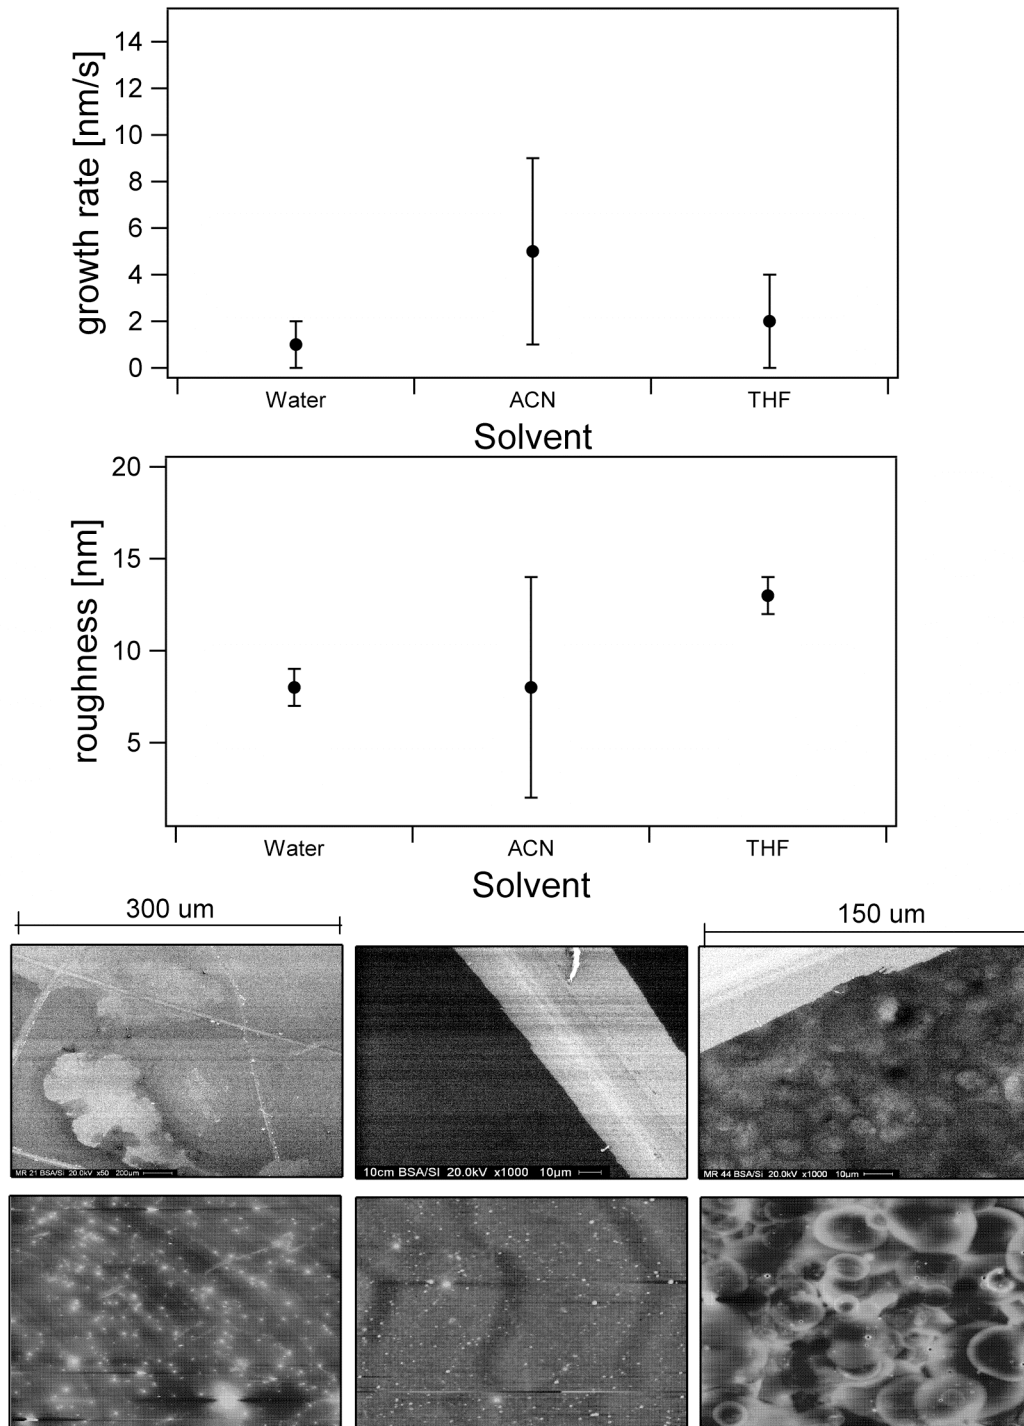 14
12
10
8
6
4
2
0
growth rate [nm/s]
Water ACN THF
Solvent
20
15
10
5
roughness [nm]
Water ACN THF
Solvent
300 um
150 um
MR 21 BSA/Si 20.0kV x50 200µm
10cm BSA/SI 20.0kV x1000 10µm
MR 44 BSA/Si 20.0kV x1000 10µm